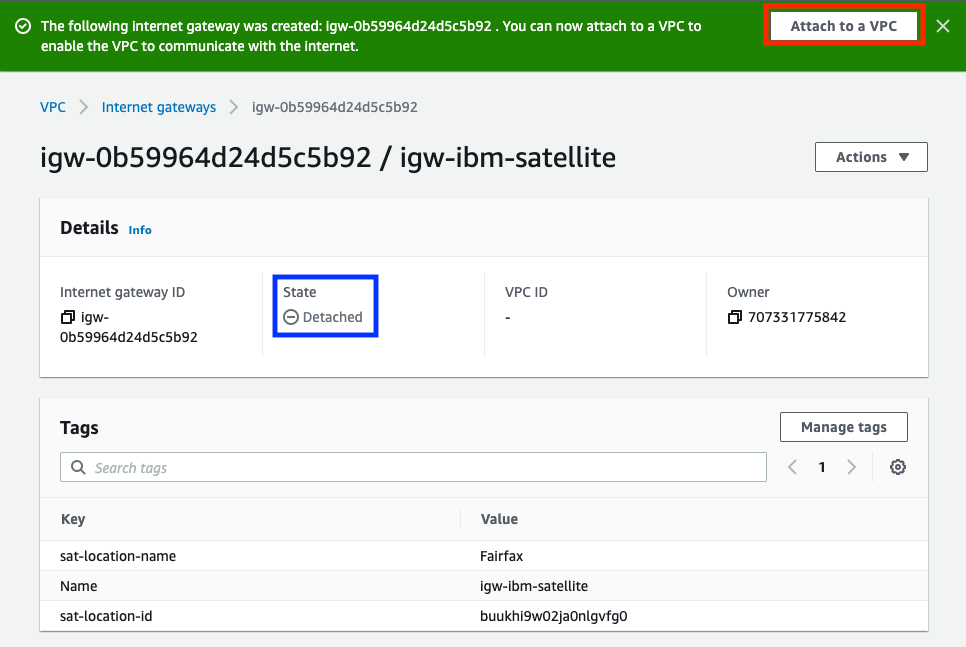 The following internet gateway was created: igw-0b59964d24d5c5b92 . You can now attach to a VPC to
enable the VPC to communicate with the internet.
Attach to a VPC
VPC
Internet gateways
igw-0b59964d24d5c5b92
igw-0b59964d24d5c5b92 / igw-ibm-satellite
Actions
Details
Info
Internet gateway ID
igw-
0b59964d24d5c5b92
State
Detached
VPC ID
-
Owner
707331775842
Tags
Manage tags
Search tags
1
Key Value
sat-location-name Fairfax
Name igw-ibm-satellite
sat-location-id buukhi9w02ja0nlgvfg0